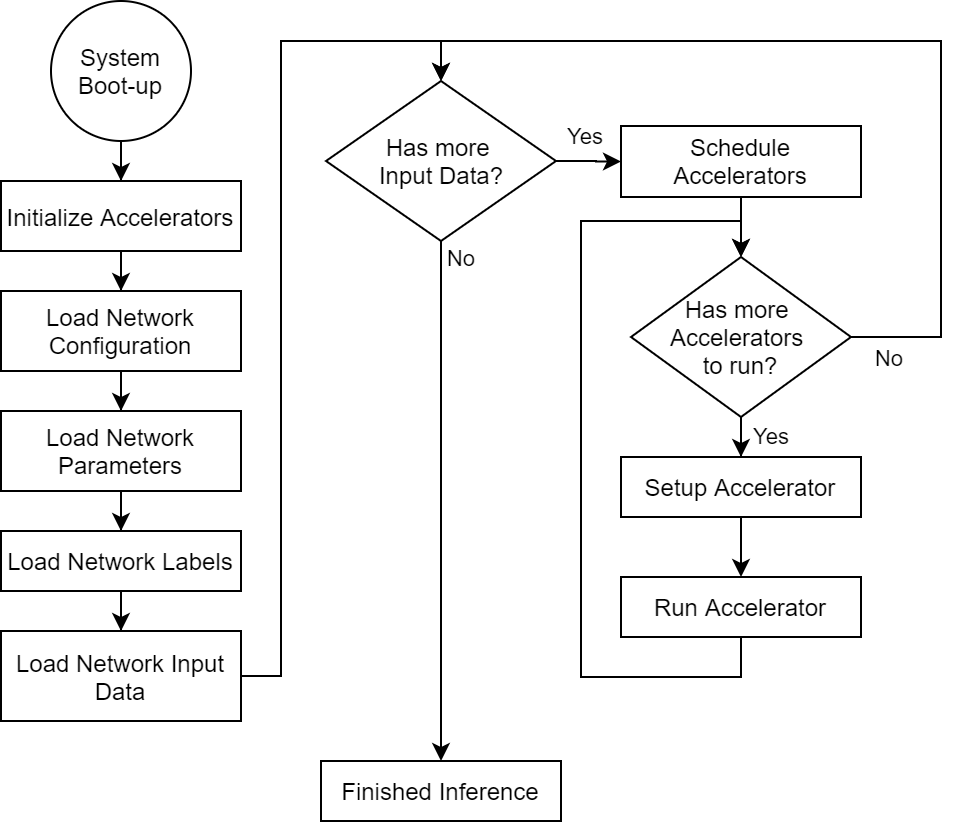 System
Boot-up
Initialize Accelerators
Load Network
Configuration
Load Network
Parameters
Load Network Labels
Load Network Input
Data
Has more
Input Data?
Yes
No
Schedule
Accelerators
Has more
Accelerators
to run?
No
Yes
Setup Accelerator
Run Accelerator
Finished Inference